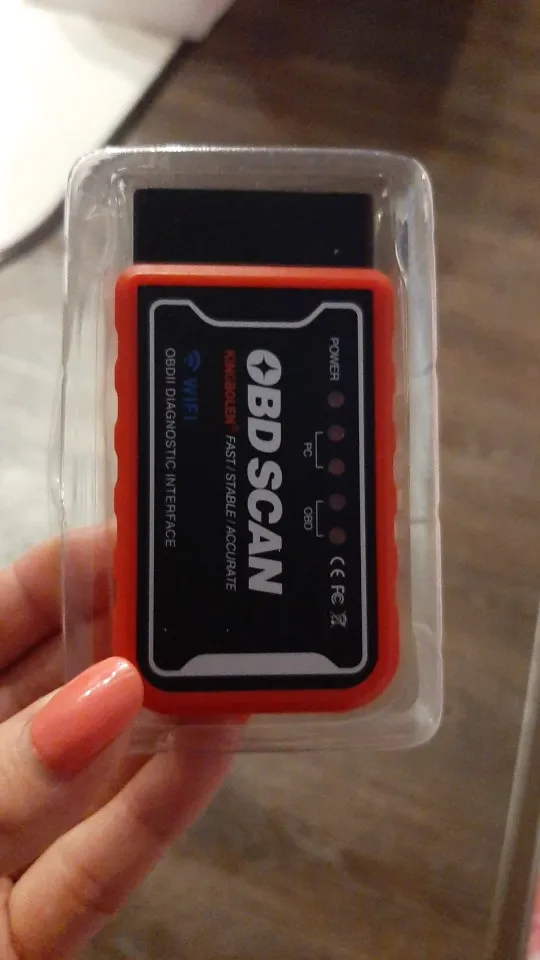 POWER
PC
OBD
CE FC
OBD SCAN
KINGBOLEN® FAST / STABLE / ACCURATE
WIFI
OBDII DIAGNOSTIC INTERFACE